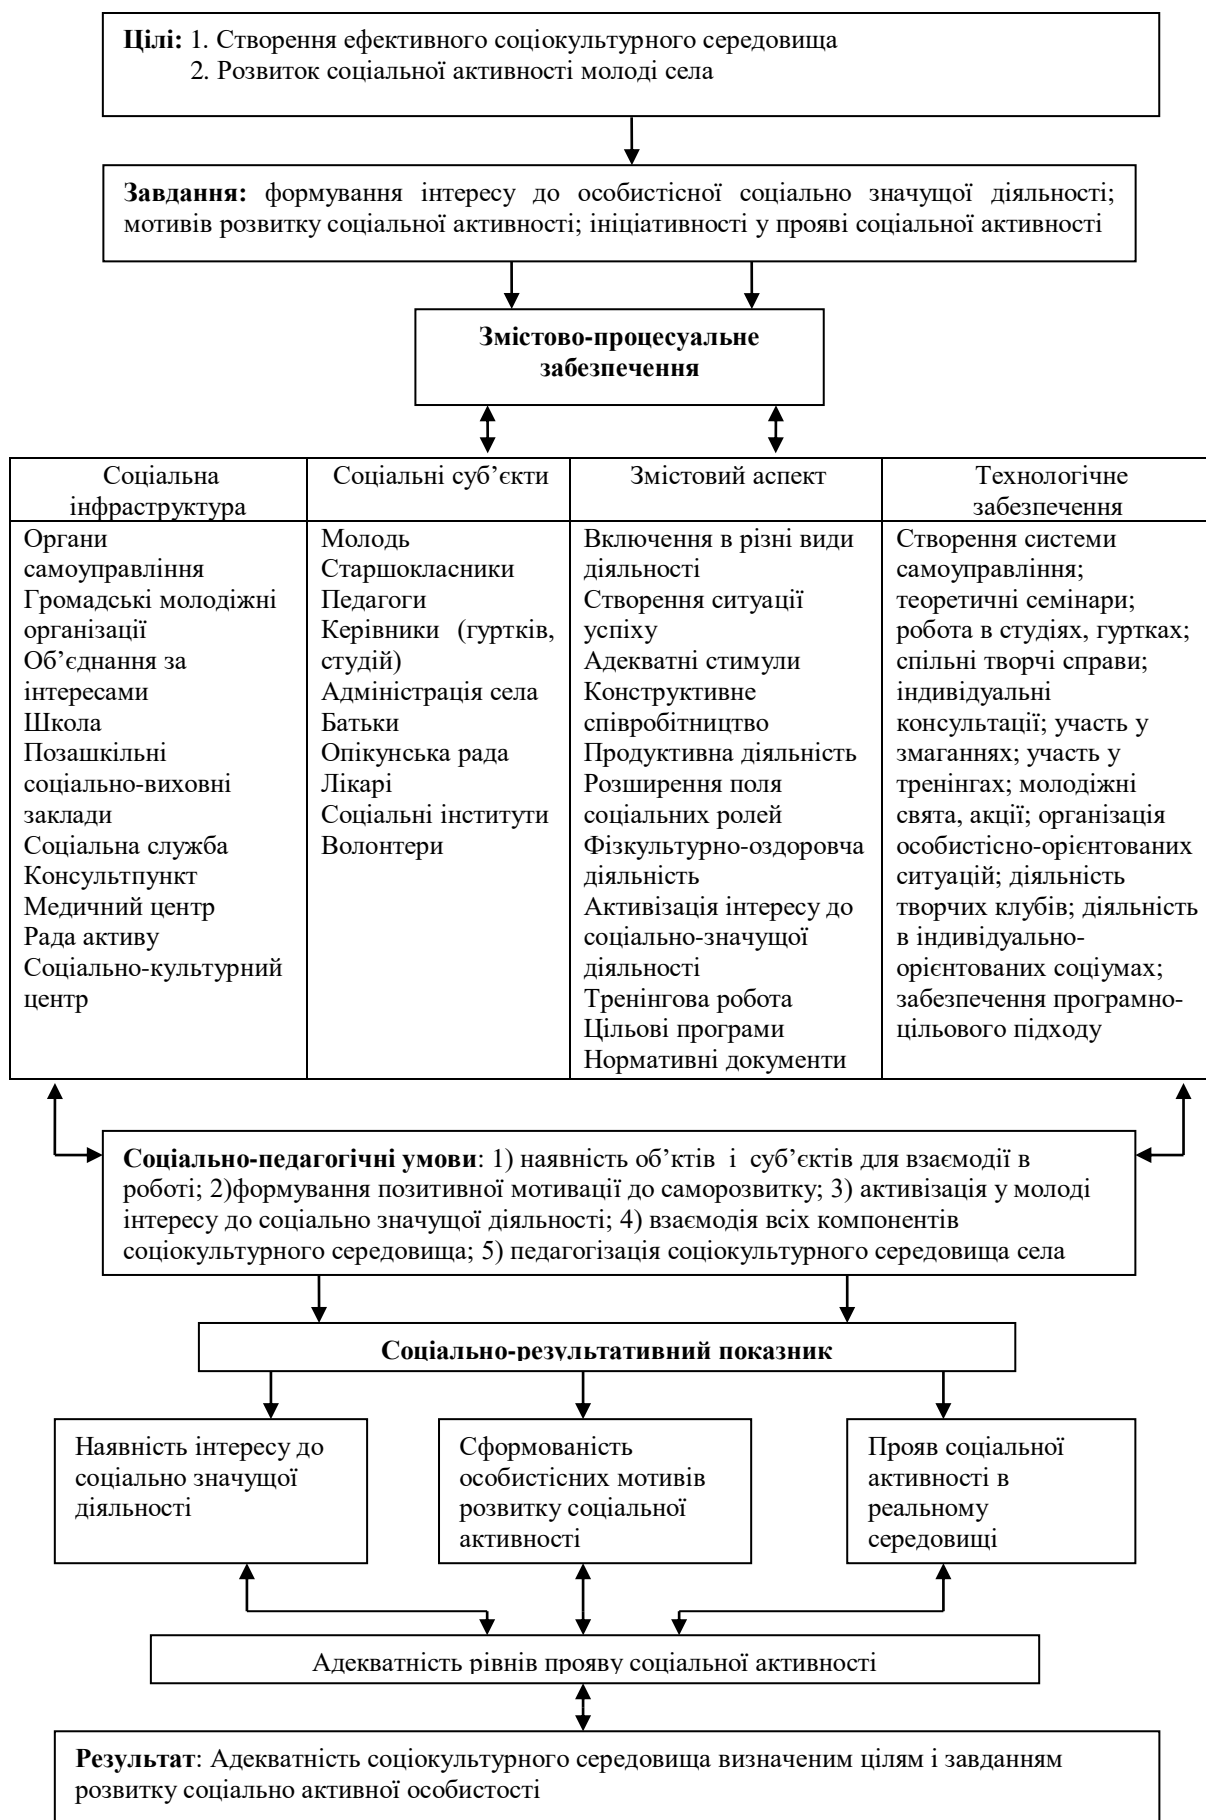 Цілі: 1. Створення ефективного соціокультурного середовища
2. Розвиток соціальної активності молоді села
Завдання: формування інтересу до особистісної соціально значущої діяльності;
мотивів розвитку соціальної активності; ініціативності у прояві соціальної активності
Змістово-процесуальне
забезпечення
Соціальна
інфраструктура
Органи
самоуправління
Громадські молодіжні
організації
Об’єднання за
інтересами
Школа
Позашкільні
соціально-виховні
заклади
Соціальна служба
Консультпункт
Медичний центр
Рада активу
Соціально-культурний
центр
Соціальні суб’єкти
Молодь
Старшокласники
Педагоги
Керівники (гуртків,
студій)
Адміністрація села
Батьки
Опікунська рада
Лікарі
Соціальні інститути
Волонтери
Змістовий аспект
Включення в різні види
діяльності
Створення ситуації
успіху
Адекватні стимули
Конструктивне
співробітництво
Продуктивна діяльність
Розширення поля
соціальних ролей
Фізкультурно-оздоровча
діяльність
Активізація інтересу до
соціально-значущої
діяльності
Тренінгова робота
Цільові програми
Нормативні документи
Технологічне
забезпечення
Створення системи
самоуправління;
теоретичні семінари;
робота в студіях, гуртках;
спільні творчі справи;
індивідуальні
консультації; участь у
змаганнях; участь у
тренінгах; молодіжні
свята, акції; організація
особистісно-орієнтованих
ситуацій; діяльність
творчих клубів; діяльність
в індивідуально-
орієнтованих соціумах;
забезпечення програмно-
цільового підходу
Соціально-педагогічні умови: 1) наявність об’ктів і суб’єктів для взаємодії в
роботі; 2)формування позитивної мотивації до саморозвитку; 3) активізація у молоді
інтересу до соціально значущої діяльності; 4) взаємодія всіх компонентів
соціокультурного середовища; 5) педагогізація соціокультурного середовища села
Соціально-результативний показник
Наявність інтересу до
соціально значущої
діяльності
Сформованість
особистісних мотивів
розвитку соціальної
активності
Прояв соціальної
активності в
реальному
середовищі
Адекватність рівнів прояву соціальної активності
Результат: Адекватність соціокультурного середовища визначеним цілям і завданням
розвитку соціально активної особистості